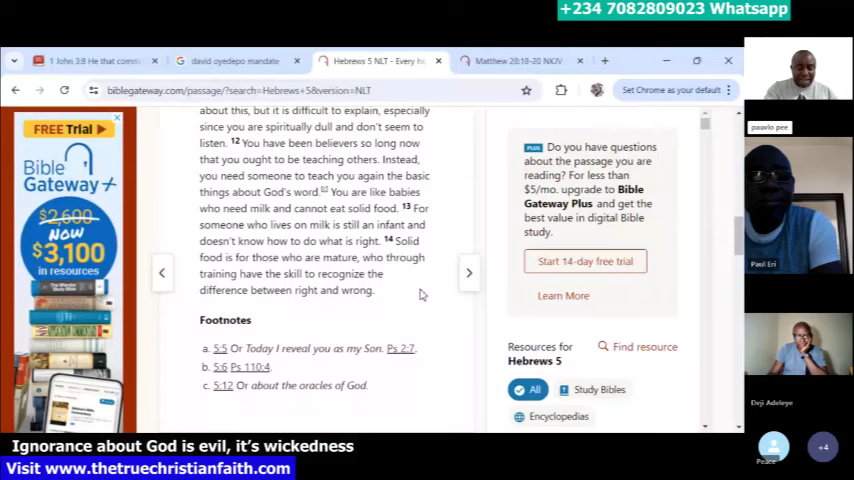 +234 7082809023 Whatsapp
1 John 3:8 He that comm
david oyedepo mandate
Hebrews 5 NLT - Every hi
Matthew 28:18-20 NKJV
biblegateway.com/passage/?search=Hebrews+5&version=NLT
Set Chrome as your default
FREE Trial
Bible
Gateway+
$2,600
NOW
$3,100
in resources
about this, but it is difficult to explain, especially
since you are spiritually dull and don't seem to
listen. 12 You have been believers so long now
that you ought to be teaching others. Instead,
you need someone to teach you again the basic
things about God's word.[c] You are like babies
who need milk and cannot eat solid food. 13 For
someone who lives on milk is still an infant and
doesn't know how to do what is right. 14 Solid
food is for those who are mature, who through
training have the skill to recognize the
difference between right and wrong.
Footnotes
a. 5:5 Or Today I reveal you as my Son. Ps 2:7.
b. 5:6 Ps 110:4.
c. 5:12 Or about the oracles of God.
PLUS Do you have questions
about the passage you are
reading? For less than
$5/mo. upgrade to Bible
Gateway Plus and get the
best value in digital Bible
study.
Start 14-day free trial
Learn More
Resources for
Hebrews 5
Find resource
All
Study Bibles
Encyclopedias
pauvlo pee
Paul Eri
Deji Adeleye
Peace
+4
Ignorance about God is evil, it's wickedness
Visit www.thetruechristianfaith.com